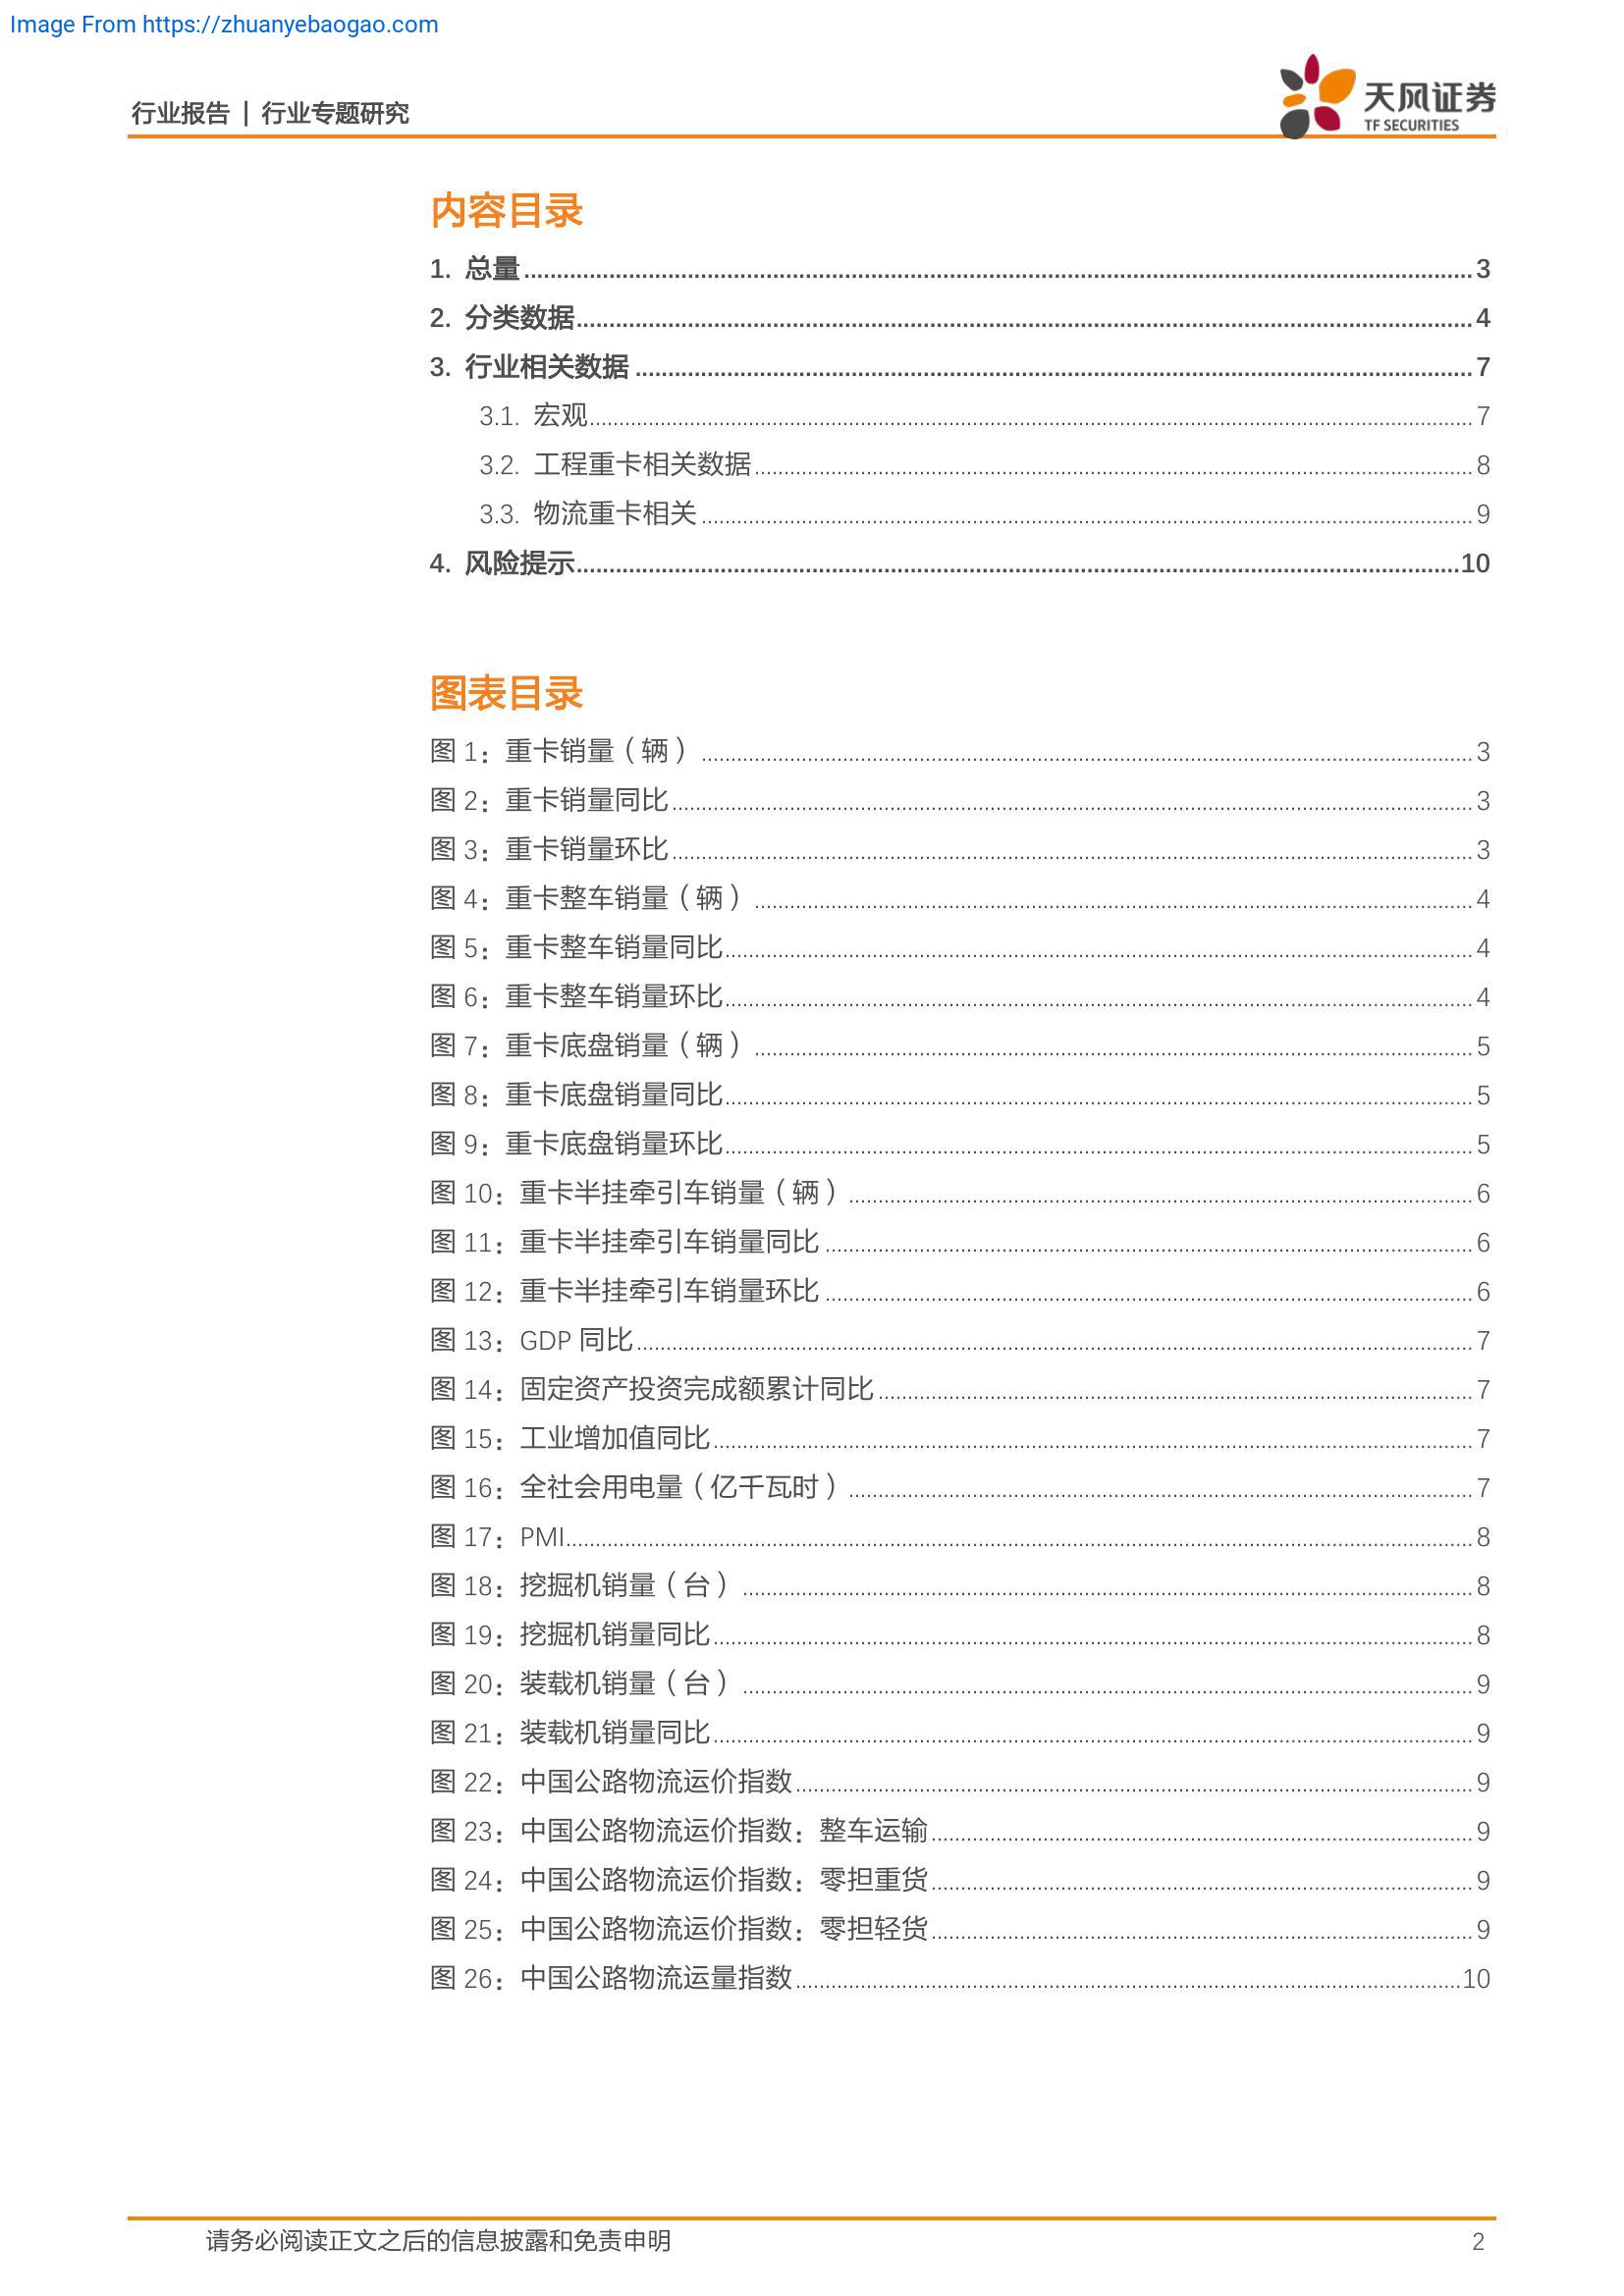 Image From https://zhuanyebaogao.com
行业报告 | 行业专题研究
天风证券
TF SECURITIES
内容目录
1. 总量 3
2. 分类数据 4
3. 行业相关数据 7
3.1. 宏观 7
3.2. 工程重卡相关数据 8
3.3. 物流重卡相关 9
4. 风险提示 10
图表目录
图 1：重卡销量（辆） 3
图 2：重卡销量同比 3
图 3：重卡销量环比 3
图 4：重卡整车销量（辆） 4
图 5：重卡整车销量同比 4
图 6：重卡整车销量环比 4
图 7：重卡底盘销量（辆） 5
图 8：重卡底盘销量同比 5
图 9：重卡底盘销量环比 5
图 10：重卡半挂牵引车销量（辆） 6
图 11：重卡半挂牵引车销量同比 6
图 12：重卡半挂牵引车销量环比 6
图 13：GDP 同比 7
图 14：固定资产投资完成额累计同比 7
图 15：工业增加值同比 7
图 16：全社会用电量（亿千瓦时） 7
图 17：PMI 8
图 18：挖掘机销量（台） 8
图 19：挖掘机销量同比 8
图 20：装载机销量（台） 9
图 21：装载机销量同比 9
图 22：中国公路物流运价指数 9
图 23：中国公路物流运价指数：整车运输 9
图 24：中国公路物流运价指数：零担重货 9
图 25：中国公路物流运价指数：零担轻货 9
图 26：中国公路物流运量指数 10
请务必阅读正文之后的信息披露和免责申明 2